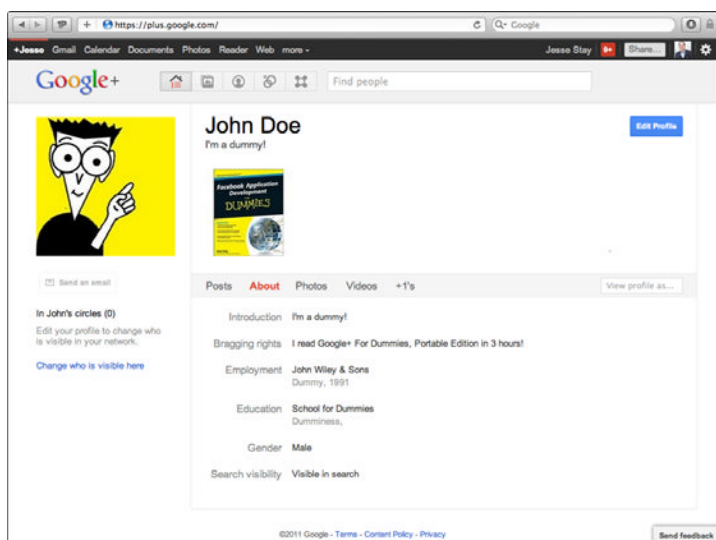 https://plus.google.com/
Google
+Jesse Gmail Calendar Documents Photos Reader Web more
Jesse Stay 9+ Share...
Google+
Find people
John Doe
Edit Profile
I'm a dummy!
Facebook Application
Development
FOR
DUMMIES
Send an email
Posts About Photos Videos +1's
View profile as...
In John's circles (0)
Edit your profile to change who
is visible in your network.
Change who is visible here
Introduction I'm a dummy!
Bragging rights I read Google+ For Dummies, Portable Edition in 3 hours!
Employment John Wiley & Sons
Dummy, 1991
Education School for Dummies
Dumminess,
Gender Male
Search visibility Visible in search
©2011 Google - Terms - Content Policy - Privacy
Send feedback